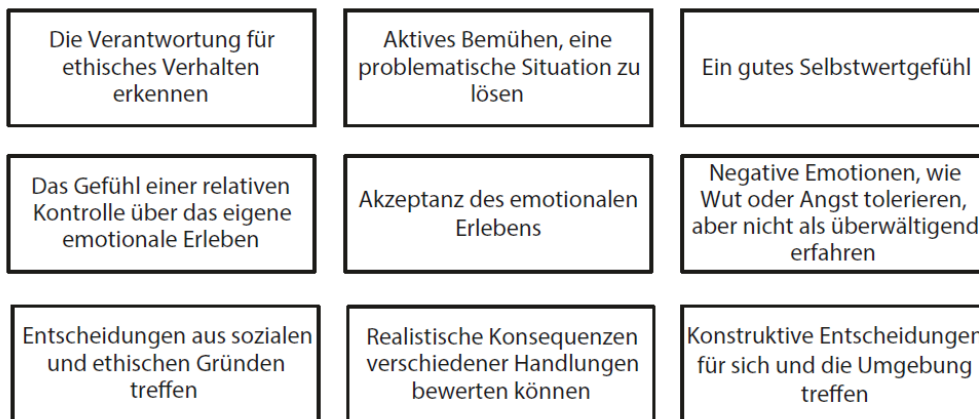 Die Verantwortung für
ethisches Verhalten
erkennen
Aktives Bemühen, eine
problematische Situation zu
lösen
Ein gutes Selbstwertgefühl
Das Gefühl einer relativen
Kontrolle über das eigene
emotionale Erleben
Akzeptanz des emotionalen
Erlebens
Negative Emotionen, wie
Wut oder Angst tolerieren,
aber nicht als überwältigend
erfahren
Entscheidungen aus sozialen
und ethischen Gründen
treffen
Realistische Konsequenzen
verschiedener Handlungen
bewerten können
Konstruktive Entscheidungen
für sich und die Umgebung
treffen